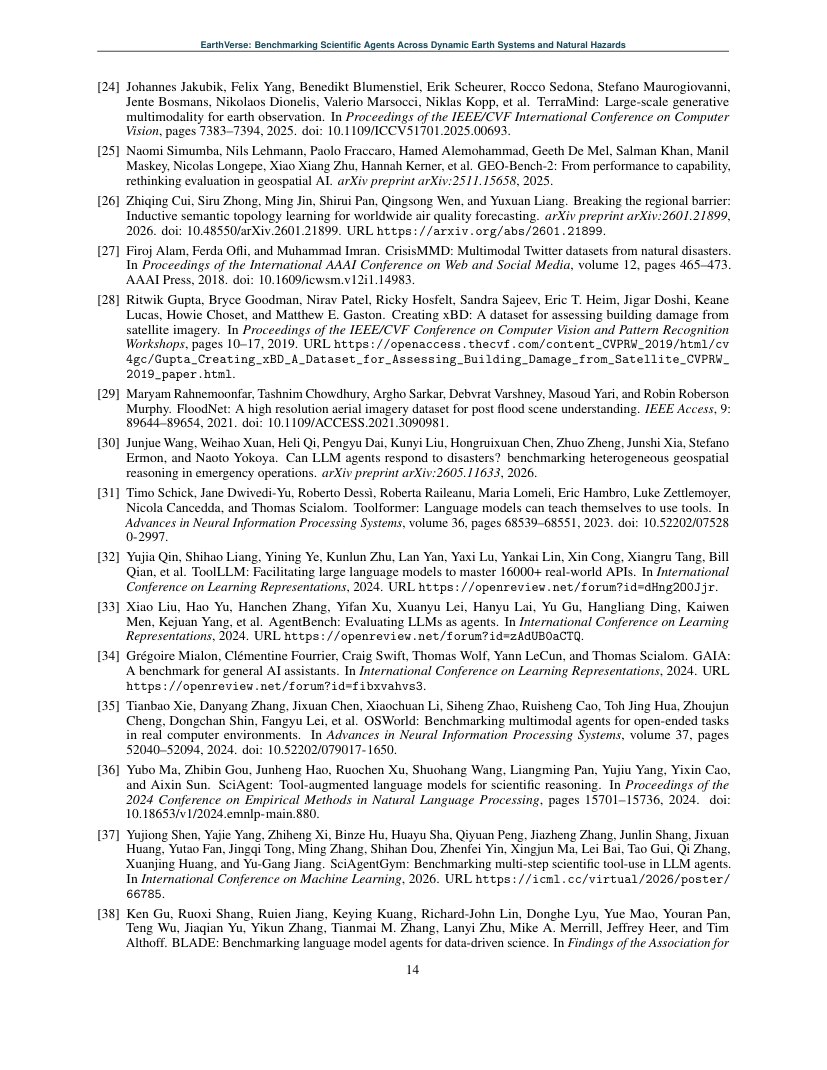 EarthVerse: Benchmarking Scientific Agents Across Dynamic Earth Systems and Natural Hazards
[24] Johannes Jakubik, Felix Yang, Benedikt Blumenstiel, Erik Scheurer, Rocco Sedona, Stefano Maurogiovanni,
Jente Bosmans, Nikolaos Dionelis, Valerio Marsocci, Niklas Kopp, et al. TerraMind: Large-scale generative
multimodality for earth observation. In Proceedings of the IEEE/CVF International Conference on Computer
Vision, pages 7383–7394, 2025. doi: 10.1109/ICCV51701.2025.00693.
[25] Naomi Simumba, Nils Lehmann, Paolo Fraccaro, Hamed Alemohammad, Geeth De Mel, Salman Khan, Manil
Maskey, Nicolas Longepe, Xiao Xiang Zhu, Hannah Kerner, et al. GEO-Bench-2: From performance to capability,
rethinking evaluation in geospatial AI. arXiv preprint arXiv:2511.15658, 2025.
[26] Zhiqing Cui, Siru Zhong, Ming Jin, Shirui Pan, Qingsong Wen, and Yuxuan Liang. Breaking the regional barrier:
Inductive semantic topology learning for worldwide air quality forecasting. arXiv preprint arXiv:2601.21899,
2026. doi: 10.48550/arXiv.2601.21899. URL https://arxiv.org/abs/2601.21899.
[27] Firoj Alam, Ferda Ofli, and Muhammad Imran. CrisisMMD: Multimodal Twitter datasets from natural disasters.
In Proceedings of the International AAAI Conference on Web and Social Media, volume 12, pages 465–473.
AAAI Press, 2018. doi: 10.1609/icwsm.v12i1.14983.
[28] Ritwik Gupta, Bryce Goodman, Nirav Patel, Ricky Hosfelt, Sandra Sajeev, Eric T. Heim, Jigar Doshi, Keane
Lucas, Howie Choset, and Matthew E. Gaston. Creating xBD: A dataset for assessing building damage from
satellite imagery. In Proceedings of the IEEE/CVF Conference on Computer Vision and Pattern Recognition
Workshops, pages 10–17, 2019. URL https://openaccess.thecvf.com/content_CVPRW_2019/html/cv
4gc/Gupta_Creating_xBD_A_Dataset_for_Assessing_Building_Damage_from_Satellite_CVPRW_
2019_paper.html.
[29] Maryam Rahnemoonfar, Tashnim Chowdhury, Argho Sarkar, Debvrat Varshney, Masoud Yari, and Robin Roberson
Murphy. FloodNet: A high resolution aerial imagery dataset for post flood scene understanding. IEEE Access, 9:
89644–89654, 2021. doi: 10.1109/ACCESS.2021.3090981.
[30] Junjue Wang, Weihao Xuan, Heli Qi, Pengyu Dai, Kunyi Liu, Hongruixuan Chen, Zhuo Zheng, Junshi Xia, Stefano
Ermon, and Naoto Yokoya. Can LLM agents respond to disasters? benchmarking heterogeneous geospatial
reasoning in emergency operations. arXiv preprint arXiv:2605.11633, 2026.
[31] Timo Schick, Jane Dwivedi-Yu, Roberto Dessì, Roberta Raileanu, Maria Lomeli, Eric Hambro, Luke Zettlemoyer,
Nicola Cancedda, and Thomas Scialom. Toolformer: Language models can teach themselves to use tools. In
Advances in Neural Information Processing Systems, volume 36, pages 68539–68551, 2023. doi: 10.52202/07528
0-2997.
[32] Yujia Qin, Shihao Liang, Yining Ye, Kunlun Zhu, Lan Yan, Yaxi Lu, Yankai Lin, Xin Cong, Xiangru Tang, Bill
Qian, et al. ToolLLM: Facilitating large language models to master 16000+ real-world APIs. In International
Conference on Learning Representations, 2024. URL https://openreview.net/forum?id=dHng2O0Jjr.
[33] Xiao Liu, Hao Yu, Hanchen Zhang, Yifan Xu, Xuanyu Lei, Hanyu Lai, Yu Gu, Hangliang Ding, Kaiwen
Men, Kejuan Yang, et al. AgentBench: Evaluating LLMs as agents. In International Conference on Learning
Representations, 2024. URL https://openreview.net/forum?id=zAdUB0aCTQ.
[34] Grégoire Mialon, Clémentine Fourrier, Craig Swift, Thomas Wolf, Yann LeCun, and Thomas Scialom. GAIA:
A benchmark for general AI assistants. In International Conference on Learning Representations, 2024. URL
https://openreview.net/forum?id=fibxvahvs3.
[35] Tianbao Xie, Danyang Zhang, Jixuan Chen, Xiaochuan Li, Siheng Zhao, Ruisheng Cao, Toh Jing Hua, Zhoujun
Cheng, Dongchan Shin, Fangyu Lei, et al. OSWorld: Benchmarking multimodal agents for open-ended tasks
in real computer environments. In Advances in Neural Information Processing Systems, volume 37, pages
52040–52094, 2024. doi: 10.52202/079017-1650.
[36] Yubo Ma, Zhibin Gou, Junheng Hao, Ruochen Xu, Shuohang Wang, Liangming Pan, Yujiu Yang, Yixin Cao,
and Aixin Sun. SciAgent: Tool-augmented language models for scientific reasoning. In Proceedings of the
2024 Conference on Empirical Methods in Natural Language Processing, pages 15701–15736, 2024. doi:
10.18653/v1/2024.emnlp-main.880.
[37] Yujiong Shen, Yajie Yang, Zhiheng Xi, Binze Hu, Huayu Sha, Qiyuan Peng, Jiazheng Zhang, Junlin Shang, Jixuan
Huang, Yutao Fan, Jingqi Tong, Ming Zhang, Shihan Dou, Zhenfei Yin, Xingjun Ma, Lei Bai, Tao Gui, Qi Zhang,
Xuanjing Huang, and Yu-Gang Jiang. SciAgentGym: Benchmarking multi-step scientific tool-use in LLM agents.
In International Conference on Machine Learning, 2026. URL https://icml.cc/virtual/2026/poster/
66785.
[38] Ken Gu, Ruoxi Shang, Ruien Jiang, Keying Kuang, Richard-John Lin, Donghe Lyu, Yue Mao, Youran Pan,
Teng Wu, Jiaqian Yu, Yikun Zhang, Tianmai M. Zhang, Lanyi Zhu, Mike A. Merrill, Jeffrey Heer, and Tim
Althoff. BLADE: Benchmarking language model agents for data-driven science. In Findings of the Association for
14